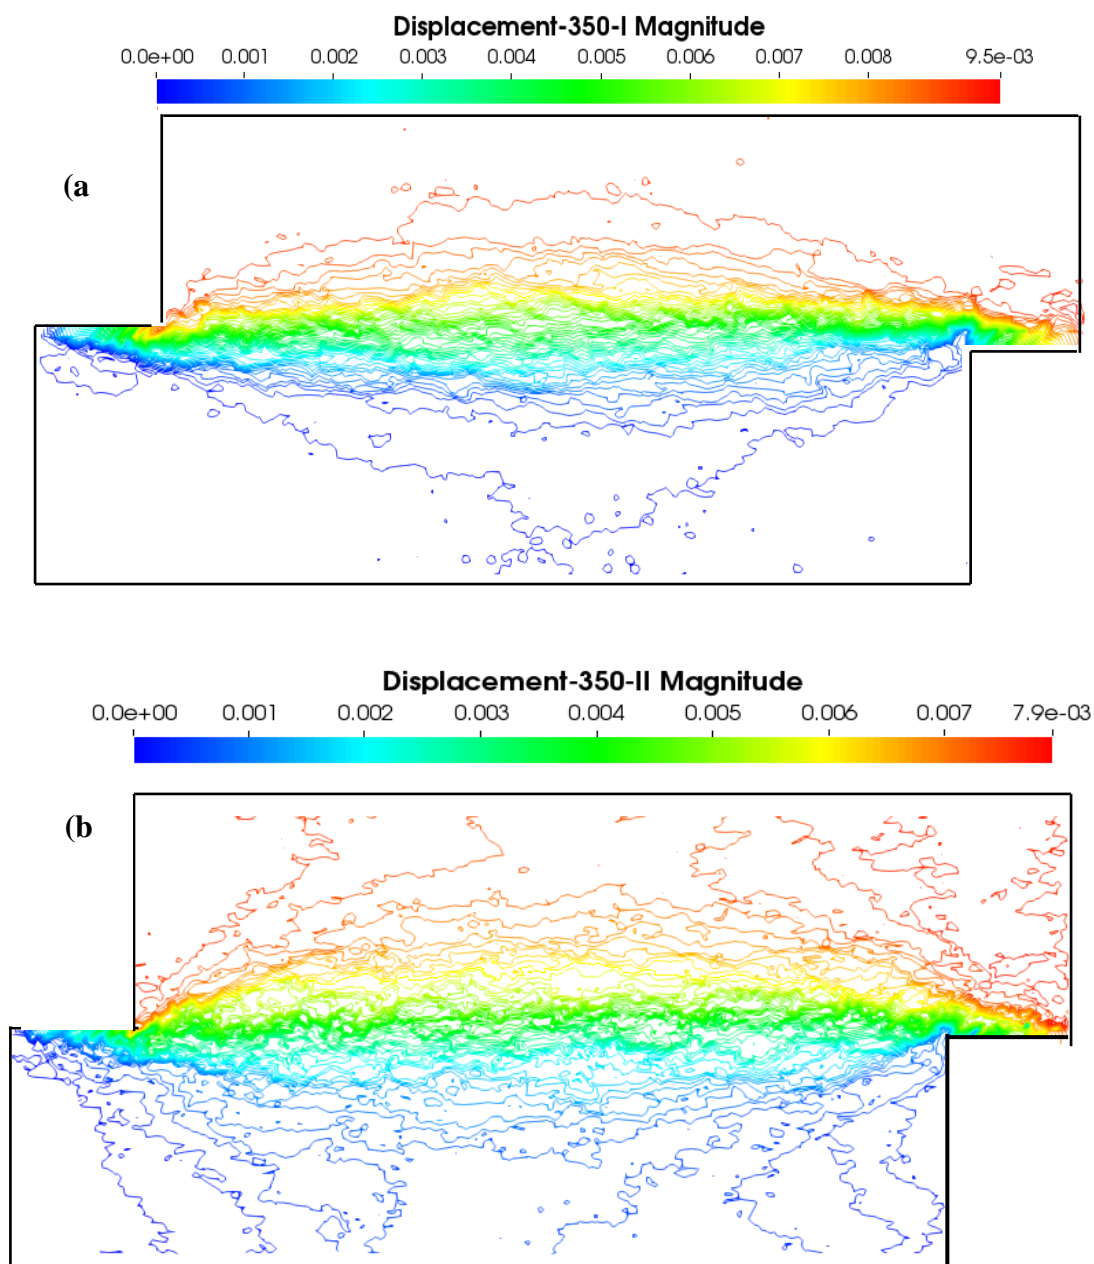 Displacement-350-I Magnitude
0.0e+00 0.001 0.002 0.003 0.004 0.005 0.006 0.007 0.008 9.5e-03
(a
Displacement-350-II Magnitude
0.0e+00 0.001 0.002 0.003 0.004 0.005 0.006 0.007 7.9e-03
(b